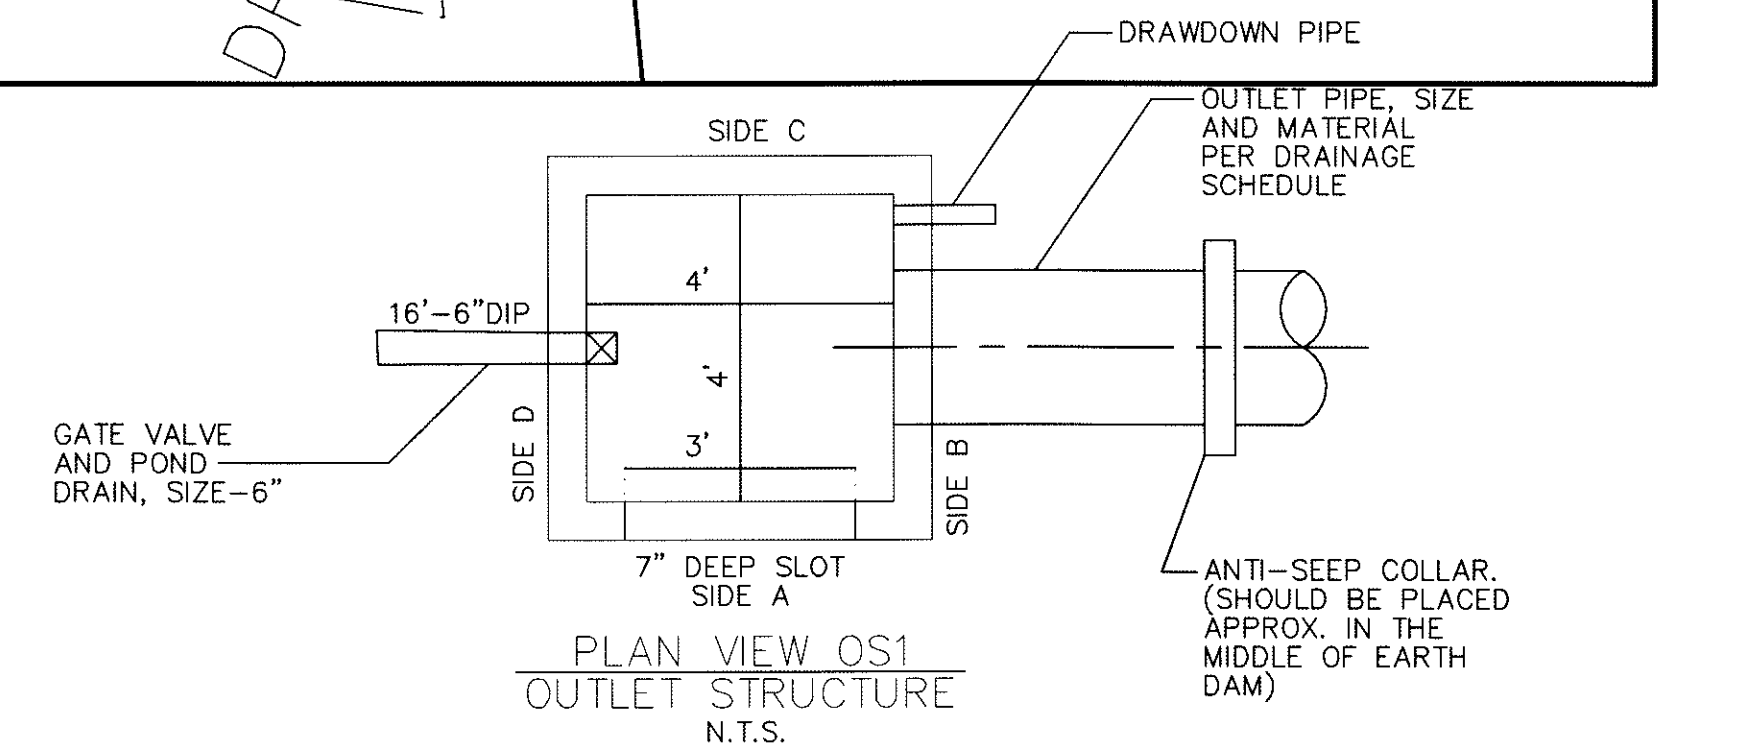 DRAWDOWN PIPE
OUTLET PIPE, SIZE
AND MATERIAL
PER DRAINAGE
SCHEDULE
SIDE C
4'
16'-6"DIP
4'
3'
GATE VALVE
AND POND
DRAIN, SIZE-6"
SIDE D
SIDE B
7" DEEP SLOT
SIDE A
ANTI-SEEP COLLAR.
(SHOULD BE PLACED
APPROX. IN THE
MIDDLE OF EARTH
DAM)
PLAN VIEW OS1
OUTLET STRUCTURE
N.T.S.